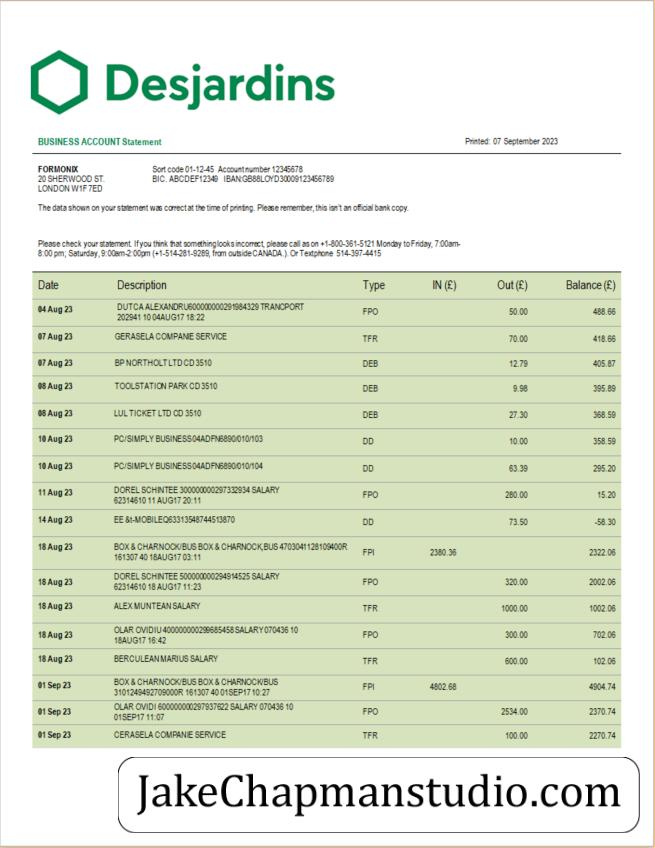 Desjardins
BUSINESS ACCOUNT Statement Printed: 07 September 2023
FORMONIX Sort code 01-12-45 Account number 12345678
20 SHERWOOD ST. BIC. ABCDEF12349 IBAN:GB88LOYD30009123456789
LONDON W1F 7ED
The data shown on your statement was correct at the time of printing. Please remember, this isn't an official bank copy.
Please check your statement. If you think that something looks incorrect, please call as on +1-800-361-5121 Monday to Friday, 7:00am-
8:00 pm; Saturday, 9:00am-2:00pm (+1-514-281-9289, from outside CANADA.). Or Textphone 514-397-4415
Date Description Type IN (£) Out (£) Balance (£)
04 Aug 23 DUTCA ALEXANDRU600000000291984329 TRANCPORT
202941 10 04AUG17 18:22 FPO 50.00 488.66
07 Aug 23 GERASELA COMPANIE SERVICE TFR 70.00 418.66
07 Aug 23 BP NORTHOLT LTD CD 3510 DEB 12.79 405.87
08 Aug 23 TOOLSTATION PARK CD 3510 DEB 9.98 395.89
08 Aug 23 LUL TICKET LTD CD 3510 DEB 27.30 368.59
10 Aug 23 PC/SIMPLY BUSINESS04ADFN6890/010/103 DD 10.00 358.59
10 Aug 23 PC/SIMPLY BUSINESS04ADFN6890/010/104 DD 63.39 295.20
11 Aug 23 DOREL SCHINTEE 300000000297332934 SALARY
62314610 11 AUG17 20:11 FPO 280.00 15.20
14 Aug 23 EE &t-MOBILEQ63313548744513870 DD 73.50 -58.30
18 Aug 23 BOX & CHARNOCK/BUS BOX & CHARNOCK,BUS 4703041128109400R
161307 40 18AUG17 03:11 FPI 2380.36 2322.06
18 Aug 23 DOREL SCHINTEE 500000000294914525 SALARY
62314610 18 AUG17 11:23 FPO 320.00 2002.06
18 Aug 23 ALEX MUNTEAN SALARY TFR 1000.00 1002.06
18 Aug 23 OLAR OVIDIU 400000000299685458 SALARY 070436 10
18AUG17 16:42 FPO 300.00 702.06
18 Aug 23 BERCULEAN MARIUS SALARY TFR 600.00 102.06
01 Sep 23 BOX & CHARNOCK/BUS BOX & CHARNOCK/BUS
3101249492709000R 161307 40 01SEP17 10:27 FPI 4802.68 4904.74
01 Sep 23 OLAR OVIDI 600000000297937622 SALARY 070436 10
01SEP17 11:07 FPO 2534.00 2370.74
01 Sep 23 CERASELA COMPANIE SERVICE TFR 100.00 2270.74
JakeChapmanstudio.com